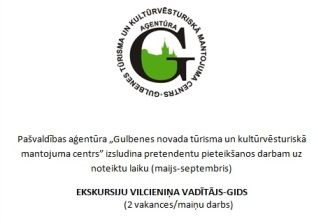 GULBENES TŪRISMA UN KULTŪRVĒSTURISKĀ MANTOJUMA CENTRS
AĢENTŪRA
G
Pašvaldības aģentūra „Gulbenes novada tūrisma un kultūrvēsturiskā
mantojuma centrs” izsludina pretendentu pieteikšanos darbam uz
noteiktu laiku (maijs-septembris)
EKSKURSIJU VILCIENIŅA VADĪTĀJS-GIDS
(2 vakances/maiņu darbs)